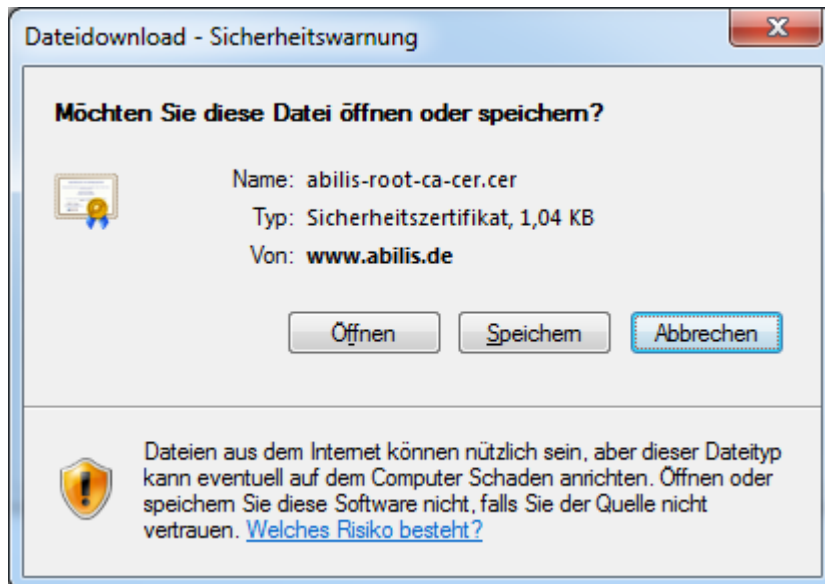 Dateidownload - Sicherheitswarnung
Möchten Sie diese Datei öffnen oder speichern?
Name: abilis-root-ca-cer.cer
Typ: Sicherheitszertifikat, 1,04 KB
Von: www.abilis.de
Öffnen Speichern Abbrechen
Dateien aus dem Internet können nützlich sein, aber dieser Dateityp
kann eventuell auf dem Computer Schaden anrichten. Öffnen oder
speichern Sie diese Software nicht, falls Sie der Quelle nicht
vertrauen. Welches Risiko besteht?